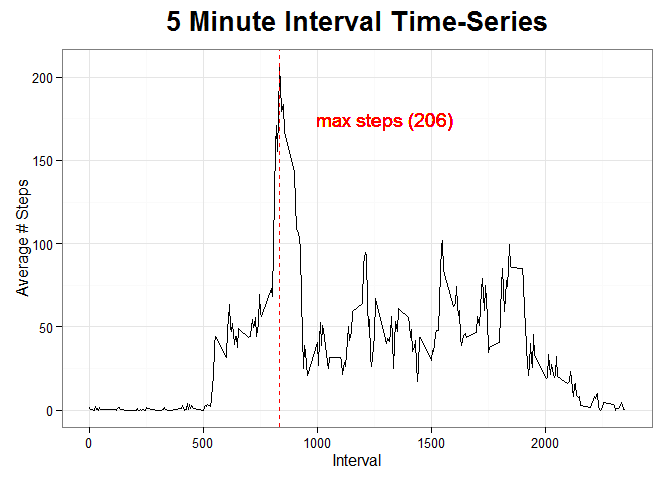 5 Minute Interval Time-Series
Average # Steps
200
150
100
50
0
max steps (206)
0 500 1000 1500 2000
Interval